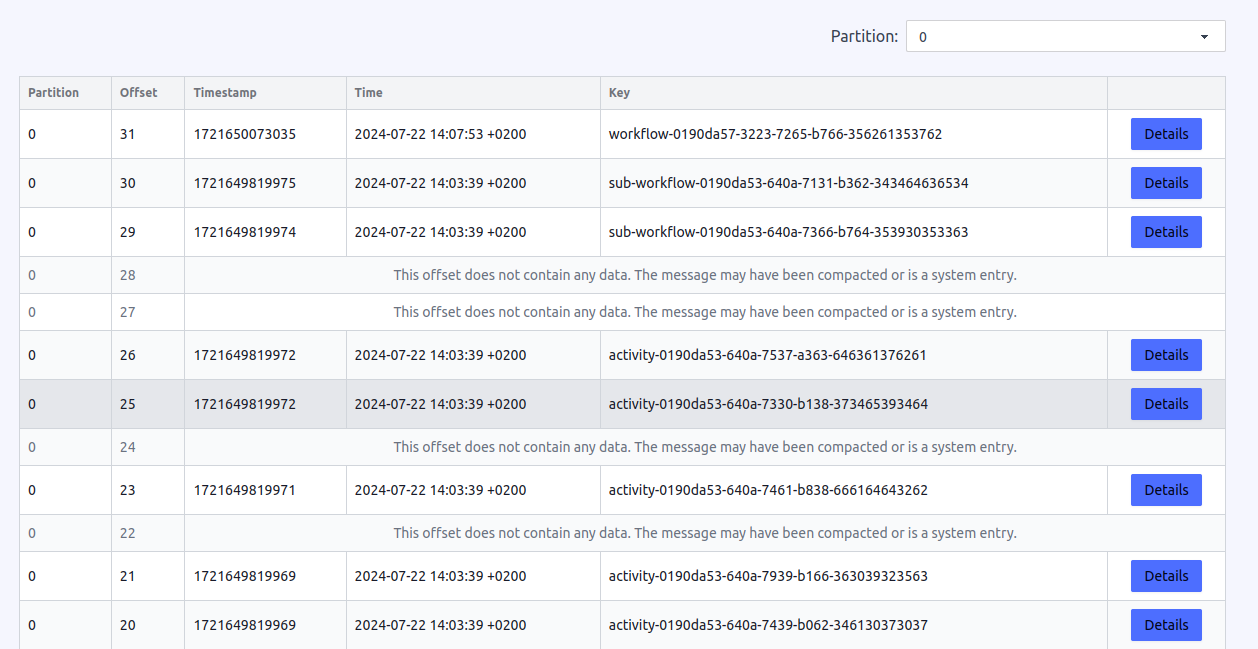 Partition: 0
Partition Offset Timestamp Time Key
0 31 1721650073035 2024-07-22 14:07:53 +0200 workflow-0190da57-3223-7265-b766-356261353762 Details
0 30 1721649819975 2024-07-22 14:03:39 +0200 sub-workflow-0190da53-640a-7131-b362-343464636534 Details
0 29 1721649819974 2024-07-22 14:03:39 +0200 sub-workflow-0190da53-640a-7366-b764-353930353363 Details
0 28 This offset does not contain any data. The message may have been compacted or is a system entry.
0 27 This offset does not contain any data. The message may have been compacted or is a system entry.
0 26 1721649819972 2024-07-22 14:03:39 +0200 activity-0190da53-640a-7537-a363-646361376261 Details
0 25 1721649819972 2024-07-22 14:03:39 +0200 activity-0190da53-640a-7330-b138-373465393464 Details
0 24 This offset does not contain any data. The message may have been compacted or is a system entry.
0 23 1721649819971 2024-07-22 14:03:39 +0200 activity-0190da53-640a-7461-b838-666164643262 Details
0 22 This offset does not contain any data. The message may have been compacted or is a system entry.
0 21 1721649819969 2024-07-22 14:03:39 +0200 activity-0190da53-640a-7939-b166-363039323563 Details
0 20 1721649819969 2024-07-22 14:03:39 +0200 activity-0190da53-640a-7439-b062-346130373037 Details